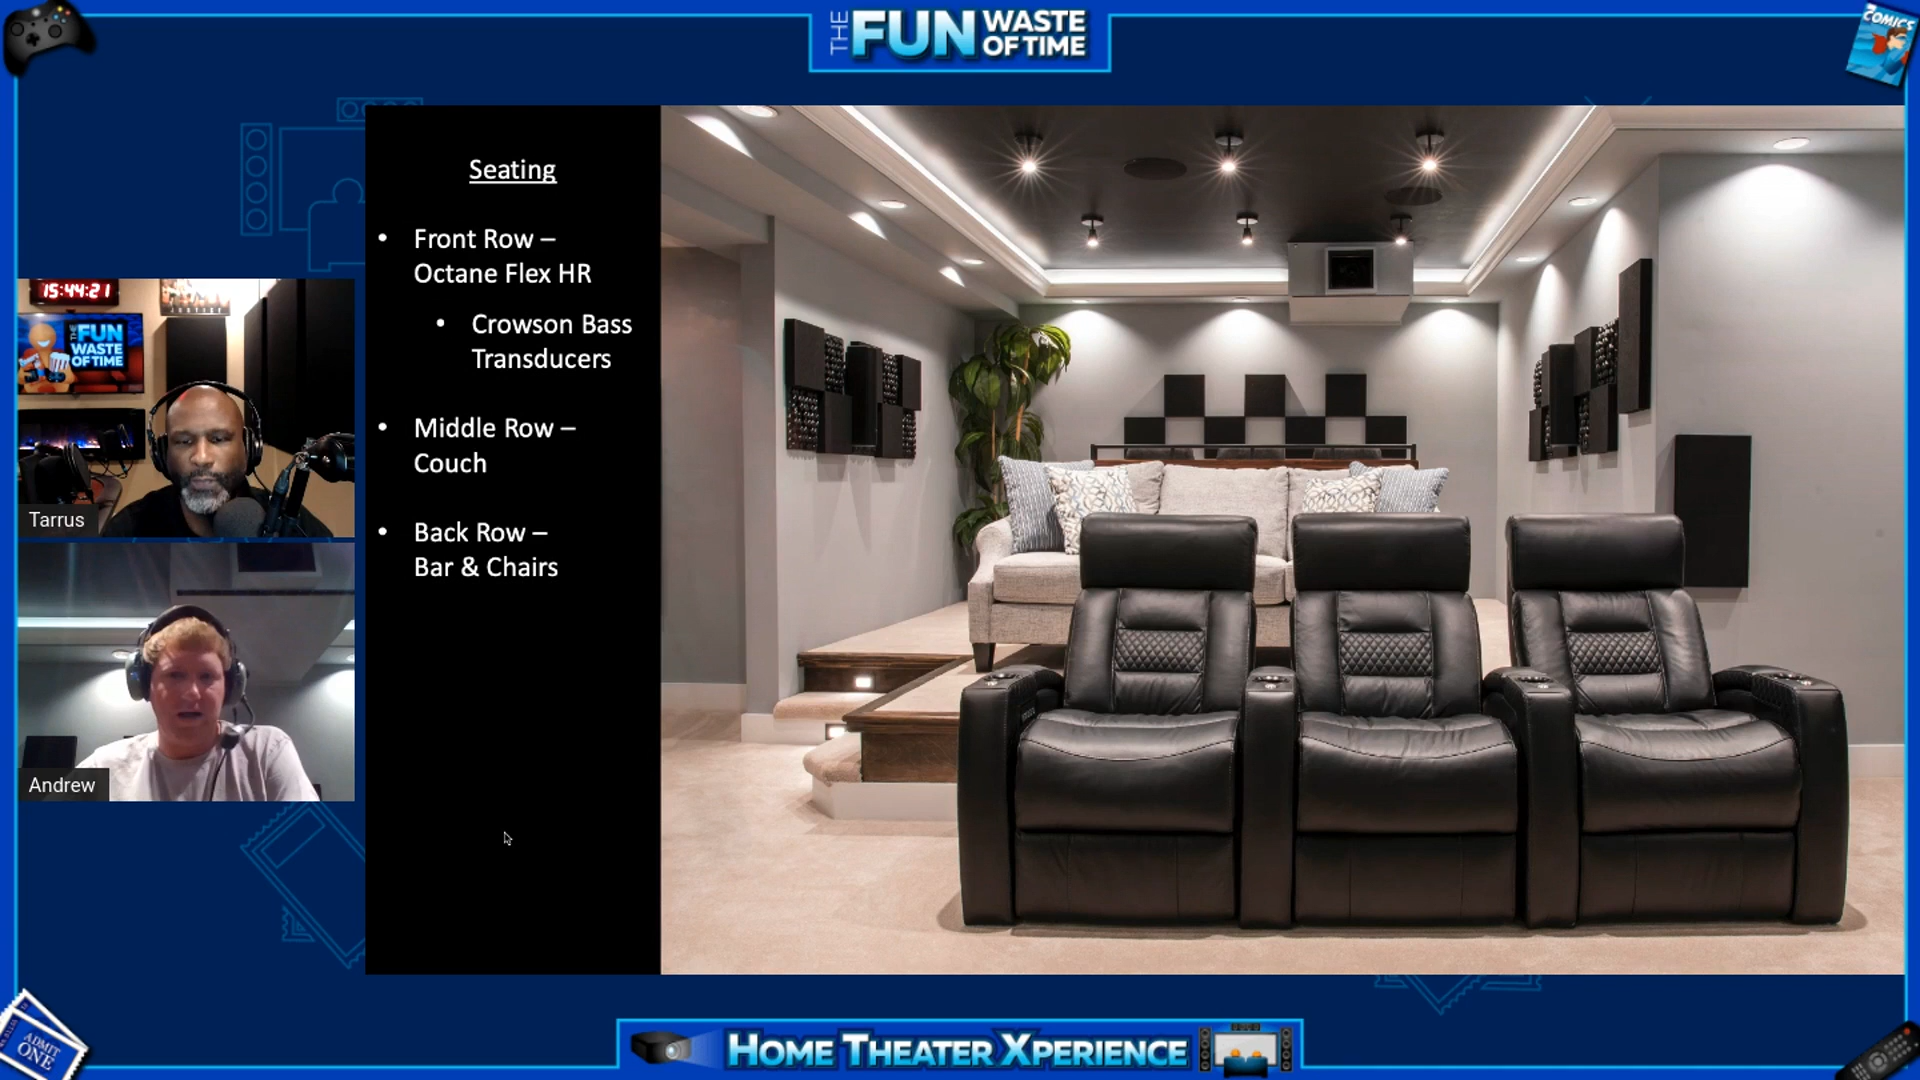 THE FUN WASTE OF TIME
COMICS
Seating
• Front Row –
Octane Flex HR
• Crowson Bass
Transducers
• Middle Row –
Couch
• Back Row –
Bar & Chairs
15:44:21
THE FUN
WASTE
OF TIME
Tarrus
Andrew
ADMIT
ONE
HOME THEATER XPERIENCE